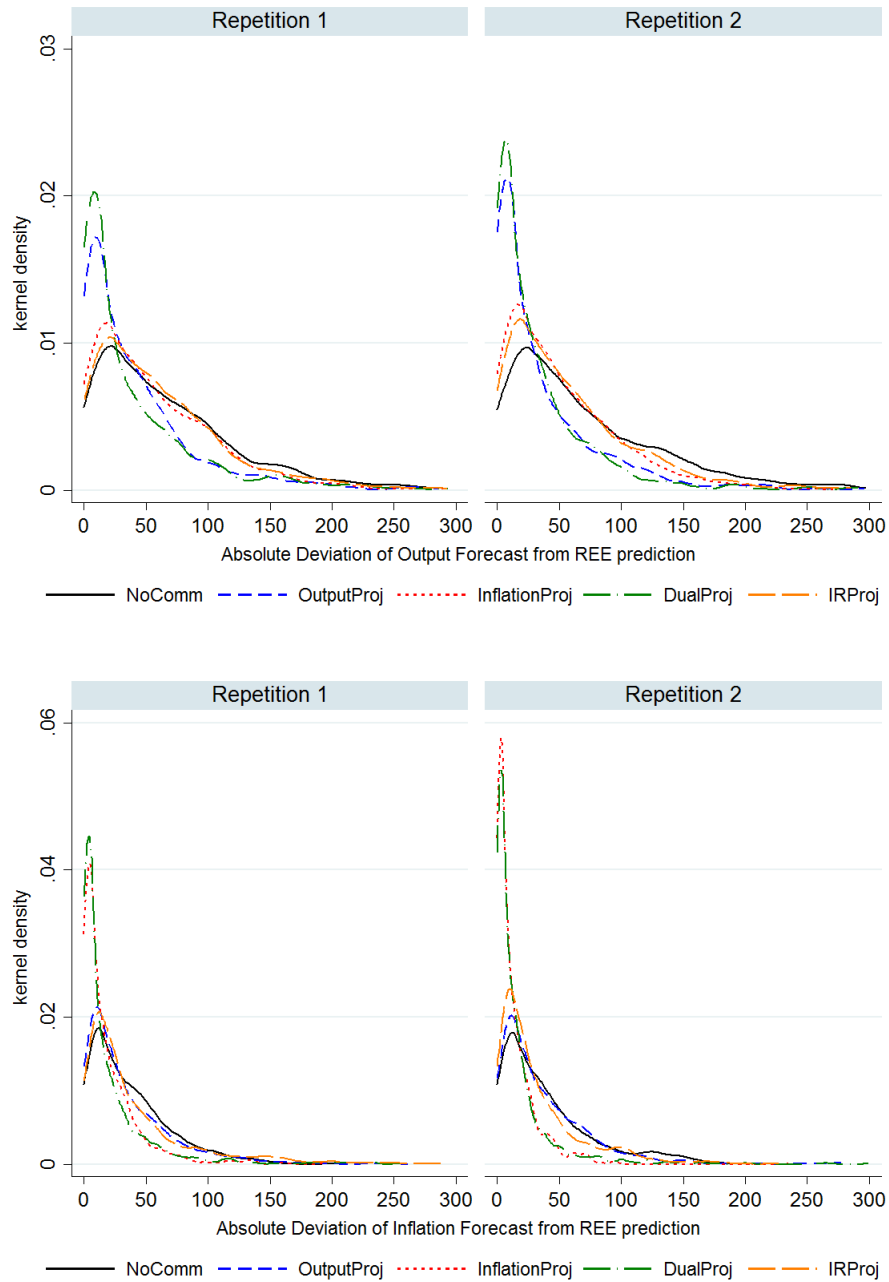 Repetition 1
Repetition 2
.03
.02
.01
0
kernel density
0 50 100 150 200 250 300
0 50 100 150 200 250 300
Absolute Deviation of Output Forecast from REE prediction
NoComm OutputProj InflationProj DualProj IRProj
Repetition 1
Repetition 2
.06
.04
.02
0
kernel density
0 50 100 150 200 250 300
0 50 100 150 200 250 300
Absolute Deviation of Inflation Forecast from REE prediction
NoComm OutputProj InflationProj DualProj IRProj